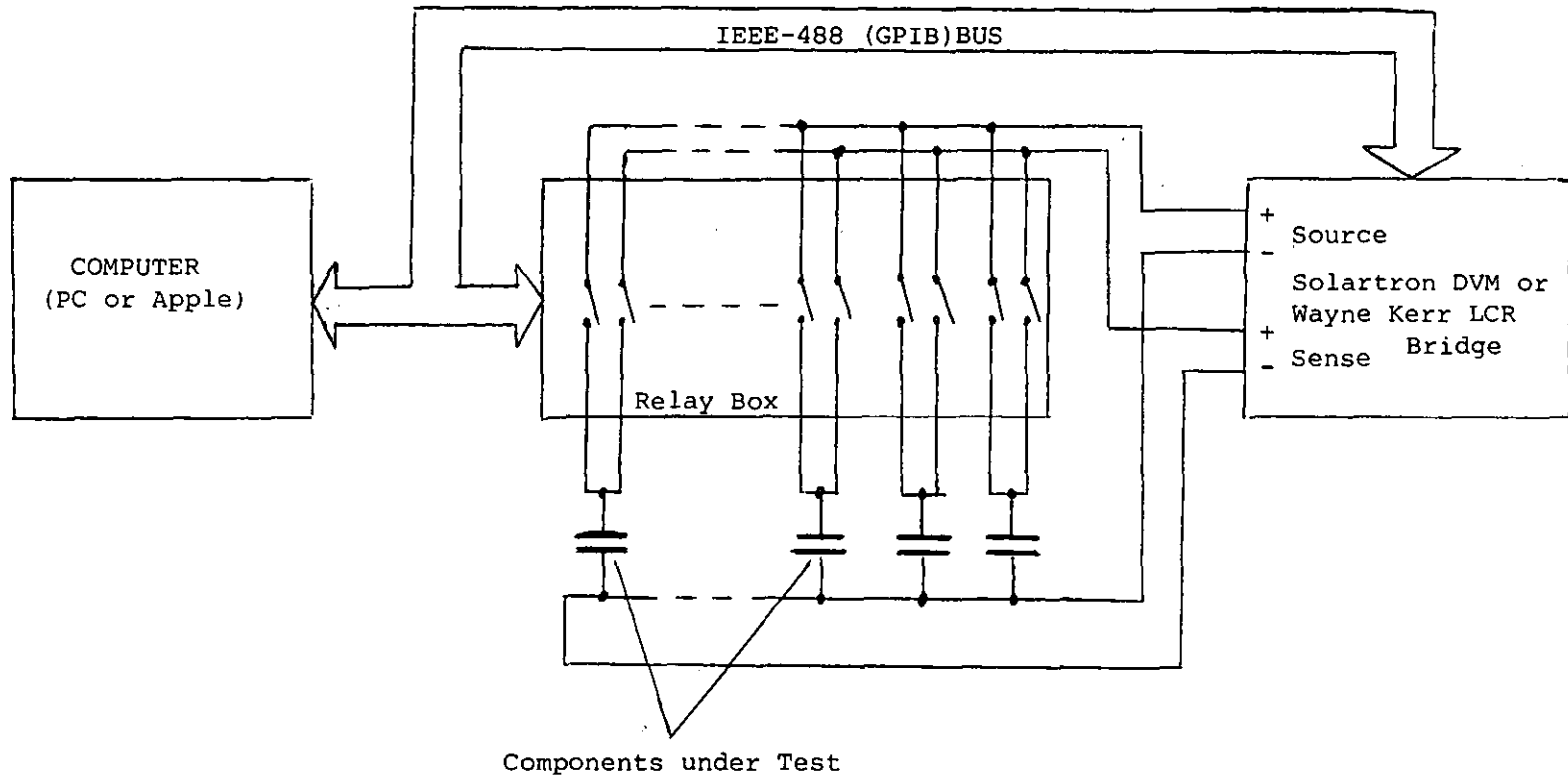 IEEE-488 (GPIB)BUS
COMPUTER
(PC or Apple)
Relay Box
+
Source
-
Solartron DVM or
Wayne Kerr LCR
+
Bridge
Sense
-
Components under Test